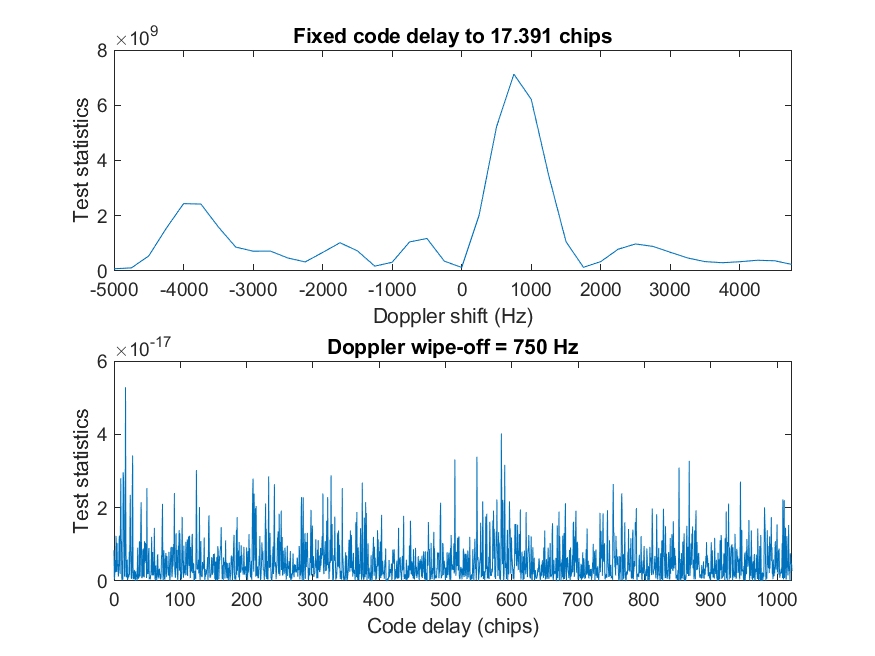 Fixed code delay to 17.391 chips
×10^9
8
6
4
2
0
Test statistics
-5000 -4000 -3000 -2000 -1000 0 1000 2000 3000 4000
Doppler shift (Hz)
Doppler wipe-off = 750 Hz
×10^-17
6
4
2
0
Test statistics
0 100 200 300 400 500 600 700 800 900 1000
Code delay (chips)